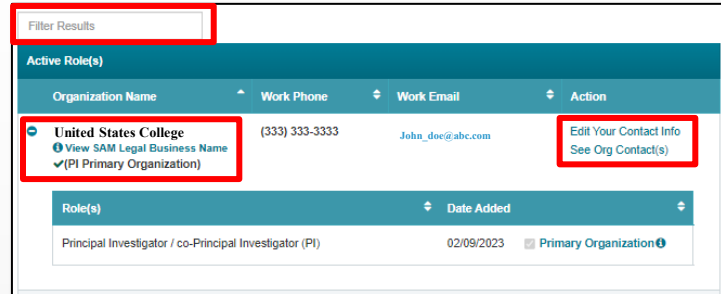 Filter Results
Active Role(s)
Organization Name Work Phone Work Email Action
United States College (333) 333-3333 John_doe@abc.com Edit Your Contact Info
View SAM Legal Business Name See Org Contact(s)
(PI Primary Organization)
Role(s) Date Added
Principal Investigator / co-Principal Investigator (PI) 02/09/2023 Primary Organization